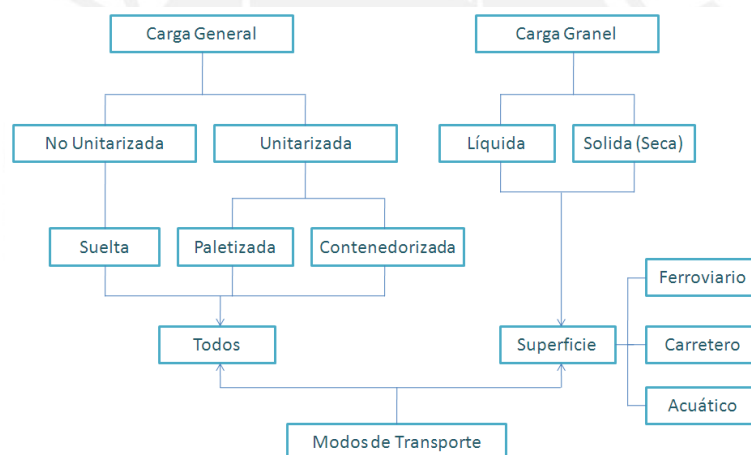 Carga General
Carga Granel
No Unitarizada
Unitarizada
Líquida
Solida (Seca)
Suelta
Paletizada
Contenedorizada
Ferroviario
Todos
Superficie
Carretero
Acuático
Modos de Transporte